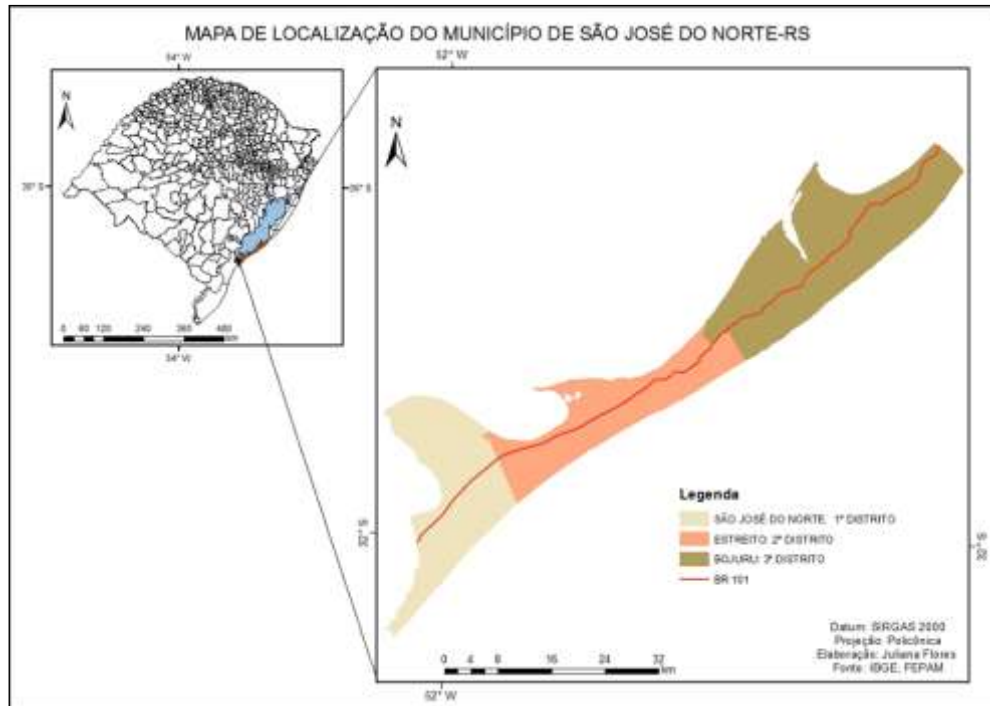 MAPA DE LOCALIZAÇÃO DO MUNICÍPIO DE SÃO JOSÉ DO NORTE-RS
54° W
52° W
N
N
30° S
30° S
0 60 120 240 360 480
km
54° W
32° S
32° S
Legenda
SÃO JOSÉ DO NORTE: 1º DISTRITO
ESTREITO: 2º DISTRITO
BOJURU: 3º DISTRITO
BR 101
Datum: SIRGAS 2000
Projeção: Policônica
Elaboração: Juliana Flores
Fonte: IBGE, FEPAM
0 4 8 16 24 32
km
52° W